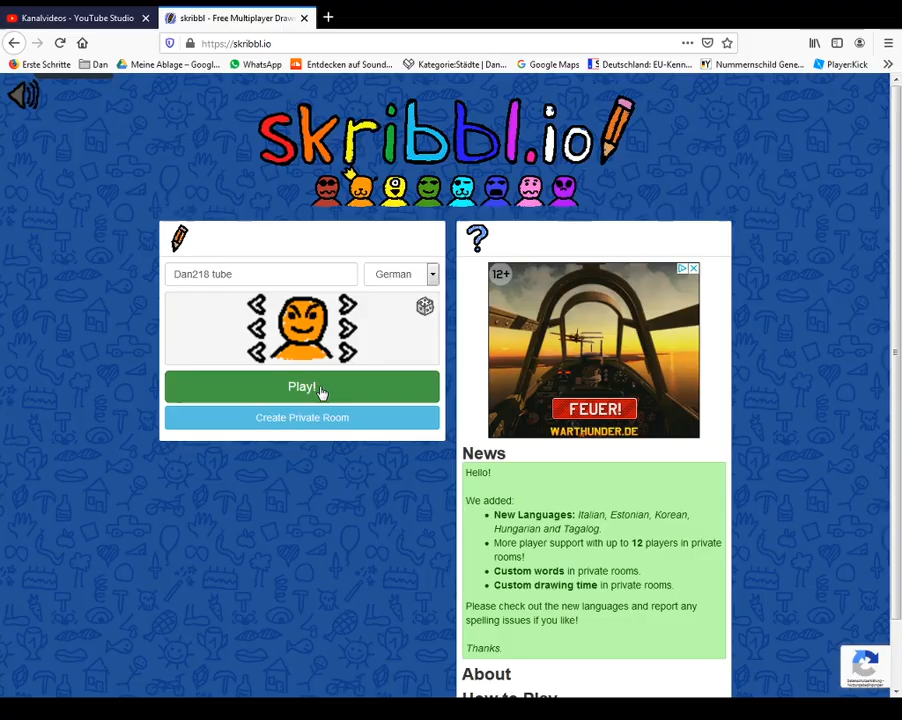 Kanalvideos - YouTube Studio
skribbl - Free Multiplayer Draw
https://skribbl.io
Erste Schritte Dan Meine Ablage – Googl... WhatsApp Entdecken auf Sound... Kategorie:Städte | Dan... Google Maps Deutschland: EU-Kenn... Nummernschild Gene... Player:Kick
skribbl.io
Dan218 tube German
Play!
Create Private Room
?
12+
FEUER!
WARTHUNDER.DE
News
Hello!
We added:
New Languages: Italian, Estonian, Korean,
Hungarian and Tagalog.
More player support with up to 12 players in private
rooms!
Custom words in private rooms.
Custom drawing time in private rooms.
Please check out the new languages and report any
spelling issues if you like!
Thanks.
About
How to Play